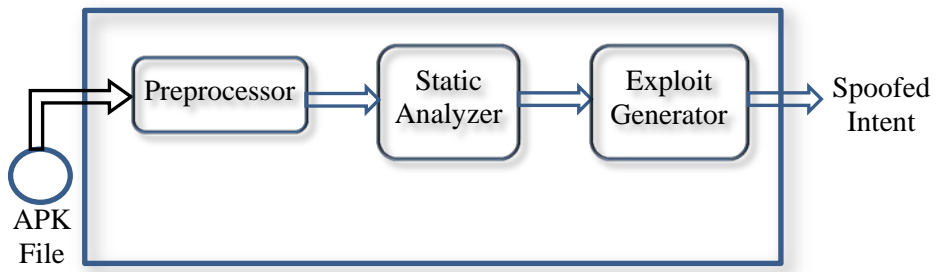 Preprocessor
Static
Analyzer
Exploit
Generator
Spoofed
Intent
APK
File